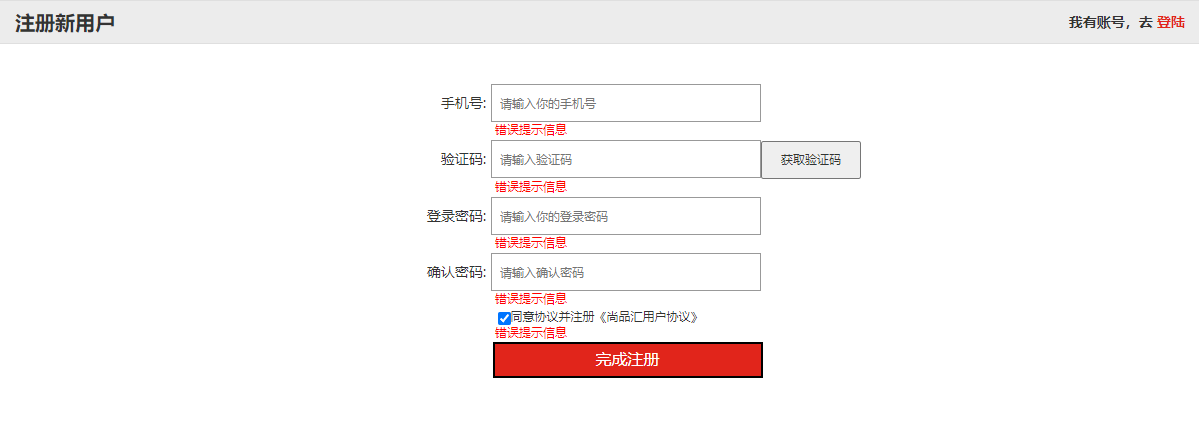 注册新用户 我有账号，去 登陆
手机号: 请输入你的手机号
错误提示信息
验证码: 请输入验证码 获取验证码
错误提示信息
登录密码: 请输入你的登录密码
错误提示信息
确认密码: 请输入确认密码
错误提示信息
同意协议并注册《尚品汇用户协议》
错误提示信息
完成注册